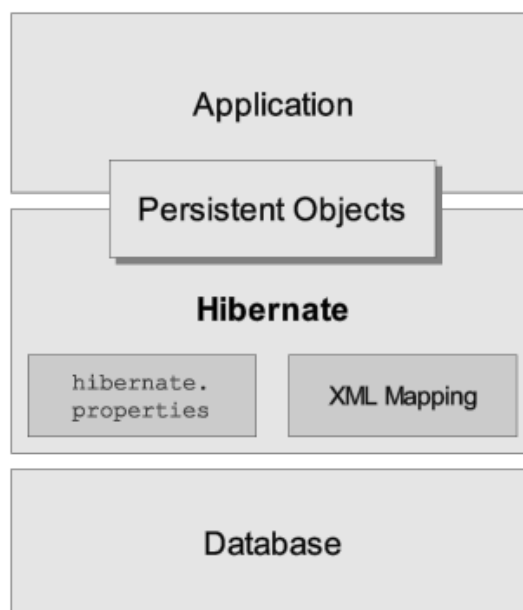 Application
Persistent Objects
Hibernate
hibernate.
properties
XML Mapping
Database